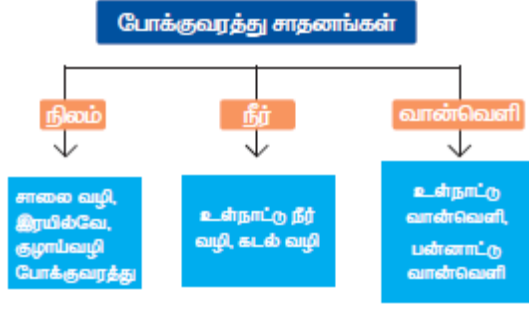 போக்குவரத்து சாதனங்கள்
நிலம்
நீர்
வான்வெளி
சாலை வழி,
இரயில்வே,
குழாய்வழி
போக்குவரத்து
உள்நாட்டு நீர்
வழி, கடல் வழி
உள்நாட்டு
வான்வெளி,
பன்னாட்டு
வான்வெளி